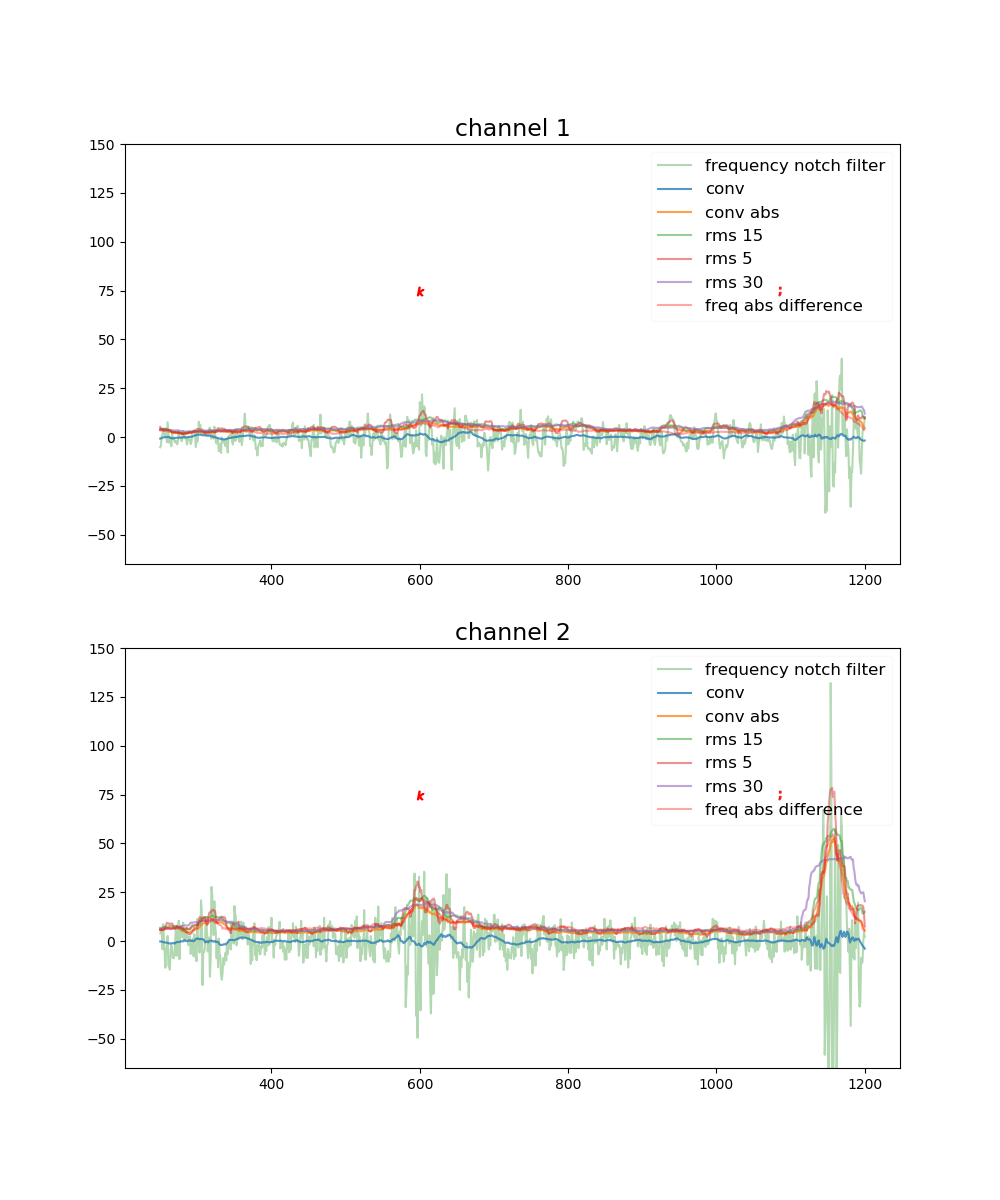 channel 1
150
125
100
75
50
25
0
−25
−50
400
600
800
1000
1200
frequency notch filter
conv
conv abs
rms 15
rms 5
rms 30
freq abs difference
k
;
channel 2
150
125
100
75
50
25
0
−25
−50
400
600
800
1000
1200
frequency notch filter
conv
conv abs
rms 15
rms 5
rms 30
freq abs difference
k
;